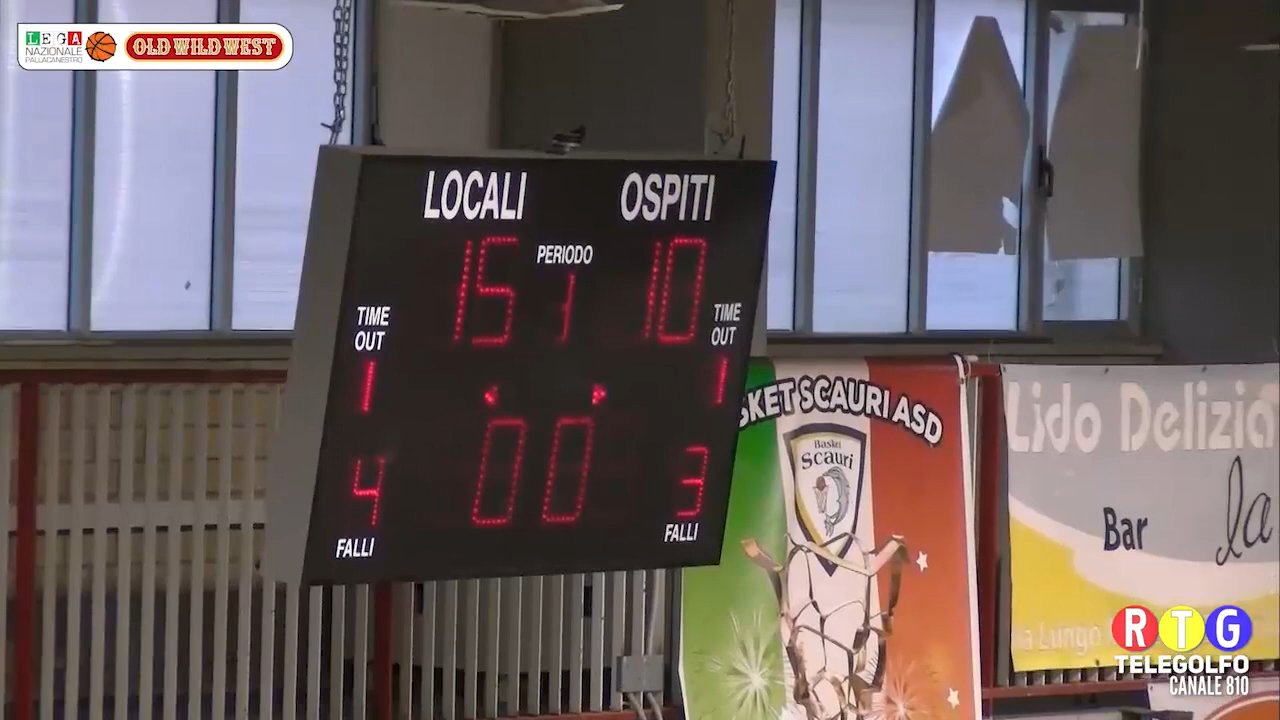 LEGA
NAZIONALE
PALLACANESTRO
OLD WILD WEST
LOCALI OSPITI
15 PERIODO 10
1
TIME OUT TIME OUT
1 1
00
4 3
FALLI FALLI
SKET SCAURI ASD
Basket
Scauri
Lido Delizia
Bar la
Lungo
RTG
TELEGOLFO
CANALE 810